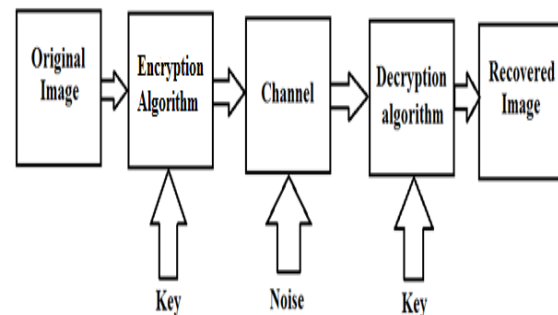 Original
Image
Encryption
Algorithm
Channel
Decryption
algorithm
Recovered
Image
Key
Noise
Key